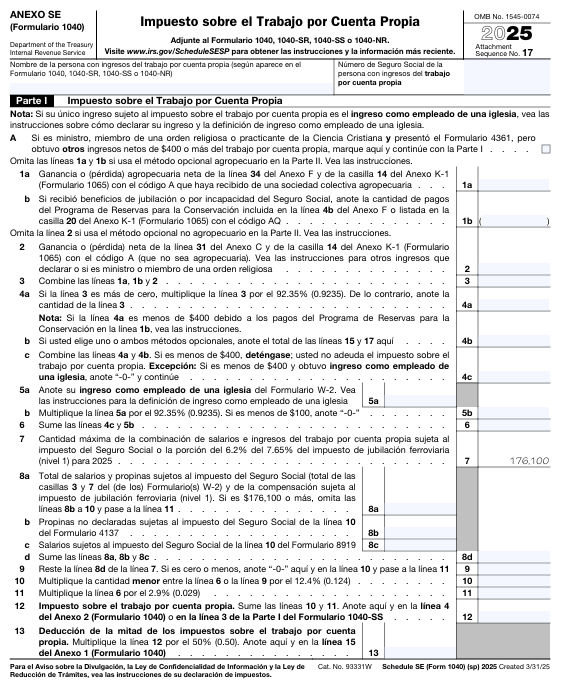 ANEXO SE
(Formulario 1040)
Department of the Treasury
Internal Revenue Service
Impuesto sobre el Trabajo por Cuenta Propia
Adjunte al Formulario 1040, 1040-SR, 1040-SS o 1040-NR.
Visite www.irs.gov/ScheduleSESP para obtener las instrucciones y la información más reciente.
OMB No. 1545-0074
2025
Attachment
Sequence No. 17
Nombre de la persona con ingresos del trabajo por cuenta propia (según aparece en el
Formulario 1040, 1040-SR, 1040-SS o 1040-NR)
Número de Seguro Social de la
persona con ingresos del trabajo
por cuenta propia
Parte I Impuesto sobre el Trabajo por Cuenta Propia
Nota: Si su único ingreso sujeto al impuesto sobre el trabajo por cuenta propia es el ingreso como empleado de una iglesia, vea las
instrucciones sobre cómo declarar su ingreso y la definición de ingreso como empleado de una iglesia.
A Si es ministro, miembro de una orden religiosa o practicante de la Ciencia Cristiana y presentó el Formulario 4361, pero
obtuvo otros ingresos netos de $400 o más del trabajo por cuenta propia, marque aquí y continúe con la Parte I . . . .
Omita las líneas 1a y 1b si usa el método opcional agropecuario en la Parte II. Vea las instrucciones.
1a Ganancia o (pérdida) agropecuaria neta de la línea 34 del Anexo F y de la casilla 14 del Anexo K-1
(Formulario 1065) con el código A que haya recibido de una sociedad colectiva agropecuaria . . . 1a
b Si recibió beneficios de jubilación o por incapacidad del Seguro Social, anote la cantidad de pagos
del Programa de Reservas para la Conservación incluida en la línea 4b del Anexo F o listada en la
casilla 20 del Anexo K-1 (Formulario 1065) con el código AQ . . . . . . . . . . . . . 1b ( )
Omita la línea 2 si usa el método opcional no agropecuario en la Parte II. Vea las instrucciones.
2 Ganancia o (pérdida) neta de la línea 31 del Anexo C y de la casilla 14 del Anexo K-1 (Formulario
1065) con el código A (que no sea agropecuaria). Vea las instrucciones para otros ingresos que
declarar o si es ministro o miembro de una orden religiosa . . . . . . . . . . . . . 2
3 Combine las líneas 1a, 1b y 2 . . . . . . . . . . . . . . . . . . . . . . 3
4a Si la línea 3 es más de cero, multiplique la línea 3 por el 92.35% (0.9235). De lo contrario, anote la
cantidad de la línea 3 . . . . . . . . . . . . . . . . . . . . . . . . 4a
Nota: Si la línea 4a es menos de $400 debido a los pagos del Programa de Reservas para la
Conservación en la línea 1b, vea las instrucciones.
b Si usted elige uno o ambos métodos opcionales, anote el total de las líneas 15 y 17 aquí . . . . 4b
c Combine las líneas 4a y 4b. Si es menos de $400, deténgase; usted no adeuda el impuesto sobre el
trabajo por cuenta propia. Excepción: Si es menos de $400 y obtuvo ingreso como empleado de
una iglesia, anote “-0-” y continúe . . . . . . . . . . . . . . . . . . . . 4c
5a Anote su ingreso como empleado de una iglesia del Formulario W-2. Vea
las instrucciones para la definición de ingreso como empleado de una iglesia 5a
b Multiplique la línea 5a por el 92.35% (0.9235). Si es menos de $100, anote “-0-” . . . . . . . 5b
6 Sume las líneas 4c y 5b . . . . . . . . . . . . . . . . . . . . . . . 6
7 Cantidad máxima de la combinación de salarios e ingresos del trabajo por cuenta propia sujeta al
impuesto del Seguro Social o la porción del 6.2% del 7.65% del impuesto de jubilación ferroviaria
(nivel 1) para 2025 . . . . . . . . . . . . . . . . . . . . . . . . . 7 176,100
8a Total de salarios y propinas sujetos al impuesto del Seguro Social (total de las
casillas 3 y 7 del (de los) Formulario(s) W-2) y de la compensación sujeta al
impuesto de jubilación ferroviaria (nivel 1). Si es $176,100 o más, omita las
líneas 8b a 10 y pase a la línea 11 . . . . . . . . . . . . . 8a
b Propinas no declaradas sujetas al impuesto del Seguro Social de la línea 10
del Formulario 4137 . . . . . . . . . . . . . . . . . 8b
c Salarios sujetos al impuesto del Seguro Social de la línea 10 del Formulario 8919 8c
d Sume las líneas 8a, 8b y 8c . . . . . . . . . . . . . . . . . . . . . . 8d
9 Reste la línea 8d de la línea 7. Si es cero o menos, anote “-0-” aquí y en la línea 10 y pase a la línea 11 9
10 Multiplique la cantidad menor entre la línea 6 o la línea 9 por el 12.4% (0.124) . . . . . . . . 10
11 Multiplique la línea 6 por el 2.9% (0.029) . . . . . . . . . . . . . . . . . . 11
12 Impuesto sobre el trabajo por cuenta propia. Sume las líneas 10 y 11. Anote aquí y en la línea 4
del Anexo 2 (Formulario 1040) o en la línea 3 de la Parte I del Formulario 1040-SS . . . . . . 12
13 Deducción de la mitad de los impuestos sobre el trabajo por cuenta
propia. Multiplique la línea 12 por el 50% (0.50). Anote aquí y en la línea 15
del Anexo 1 (Formulario 1040) . . . . . . . . . . . . . . 13
Para el Aviso sobre la Divulgación, la Ley de Confidencialidad de Información y la Ley de
Reducción de Trámites, vea las instrucciones de su declaración de impuestos.
Cat. No. 93331W Schedule SE (Form 1040) (sp) 2025 Created 3/31/25